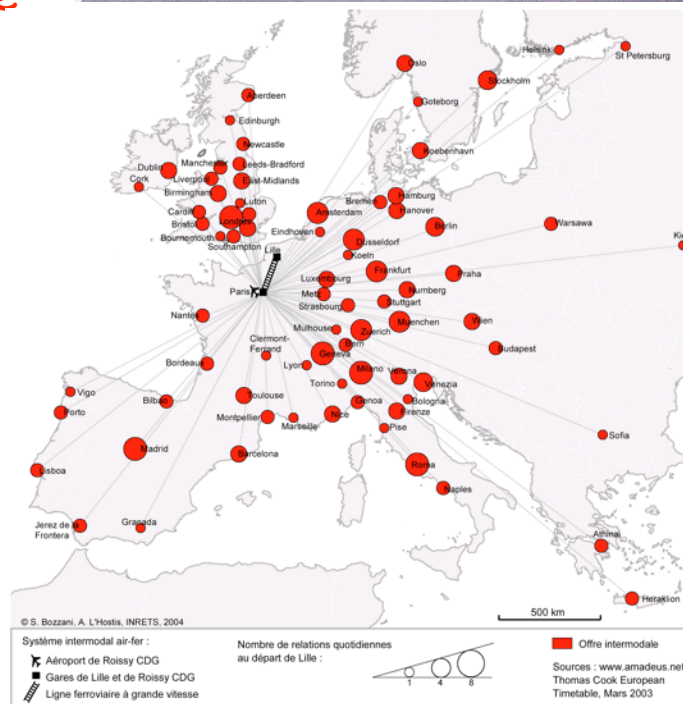 Oslo
Helsink
St Petersburg
Stockholm
Goteborg
Koebenhavn
Aberdeen
Edinburgh
Newcastle
Manchester
Leeds-Bradford
Dublin
Liverpool
East-Midlands
Cork
Birmingham
Luton
Cardiff
Londres
Bristol
Bournemouth
Southampton
Lille
Paris
Bremen
Hamburg
Hanover
Amsterdam
Eindhoven
Berlin
Warsawa
Dusseldorf
Koeln
Frankfurt
Praha
Luxembourg
Metz
Nurnberg
Strasbourg
Stuttgart
Mulhouse
Zuerich
Muenchen
Wien
Bern
Budapest
Nantes
Clermont-
Ferrand
Geneva
Bordeaux
Lyon
Milano
Verona
Venezia
Torino
Vigo
Bilbao
Toulouse
Genoa
Bologna
Porto
Montpellier
Marseille
Nice
Firenze
Pise
Sofia
Madrid
Barcelona
Lisboa
Roma
Naples
Jerez de la
Frontera
Granada
Athinai
Heraklion
© S. Bozzani, A. L'Hostis, INRETS, 2004
500 km
Système intermodal air-fer :
Aéroport de Roissy CDG
Gares de Lille et de Roissy CDG
Ligne ferroviaire à grande vitesse
Nombre de relations quotidiennes
au départ de Lille :
1 4 8
Offre intermodale
Sources : www.amadeus.net
Thomas Cook European
Timetable, Mars 2003